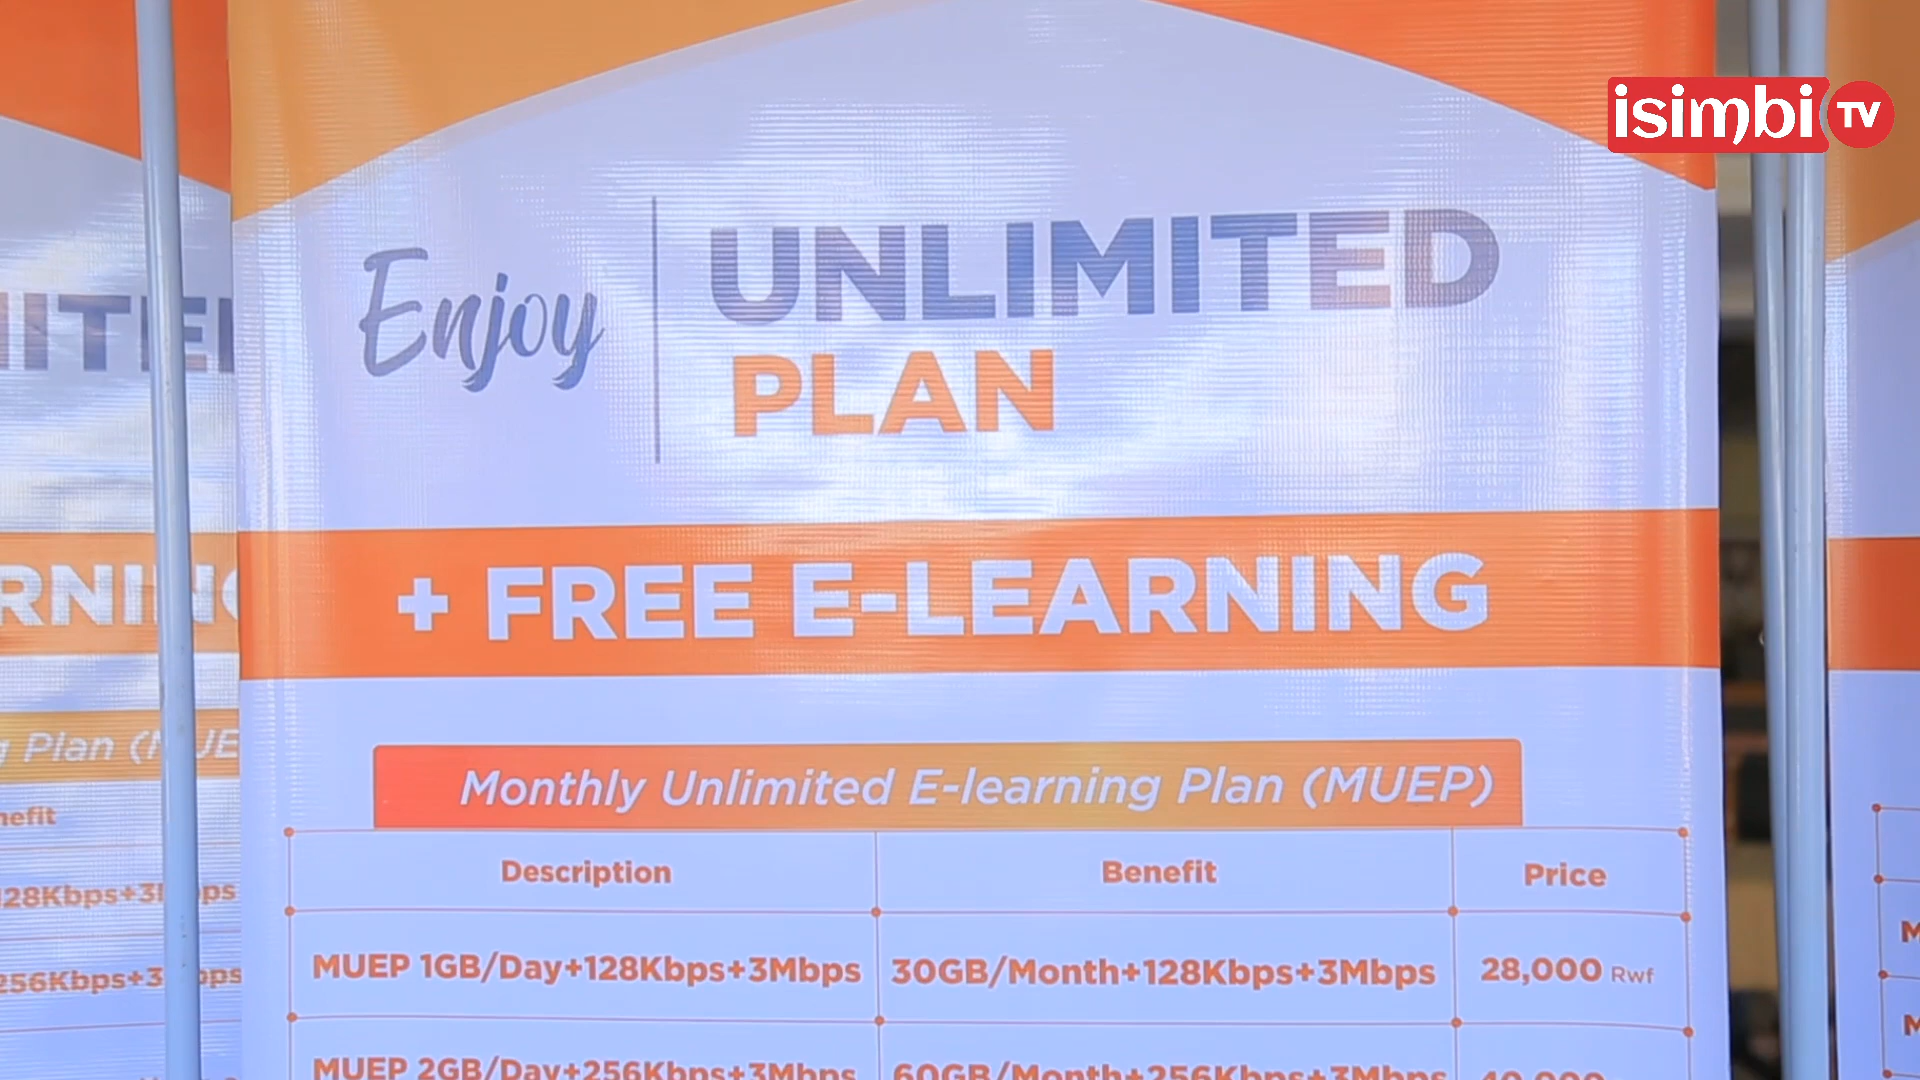 isimbi TV
Enjoy
UNLIMITED
PLAN
+ FREE E-LEARNING
Monthly Unlimited E-learning Plan (MUEP)
Description Benefit Price
MUEP 1GB/Day+128Kbps+3Mbps 30GB/Month+128Kbps+3Mbps 28,000 Rwf
MUEP 2GB/Day+256Kbps+3Mbps 60GB/Month+256Kbps+3Mbps